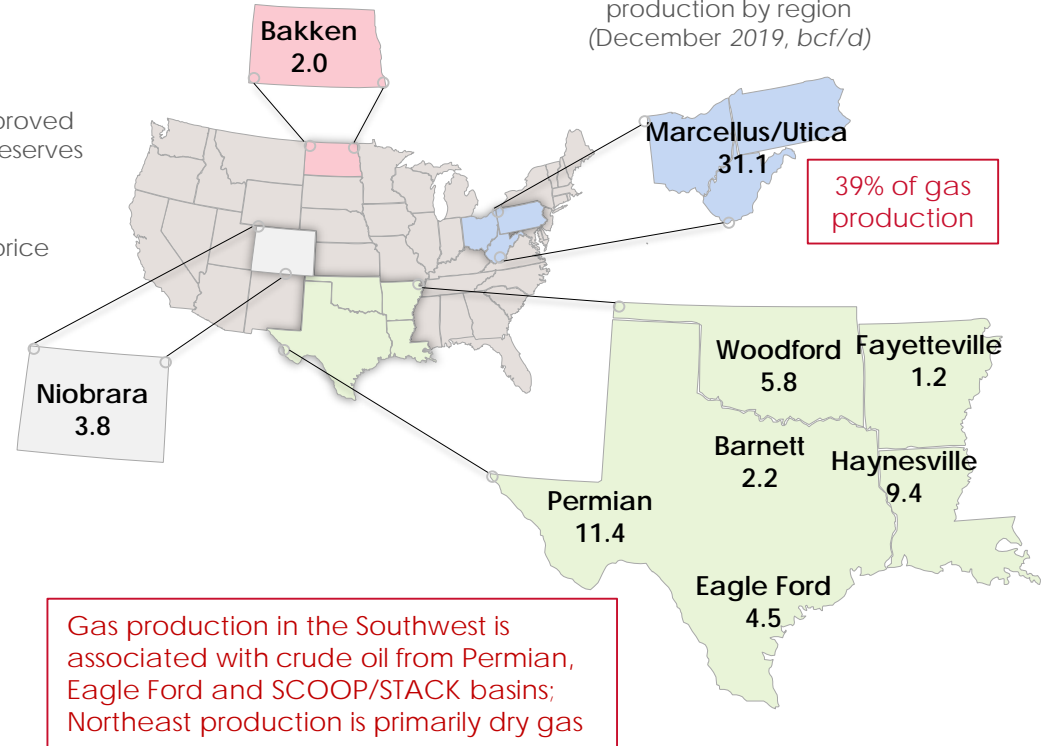 production by region
(December 2019, bcf/d)
Bakken
2.0
proved
reserves
price
Marcellus/Utica
31.1
39% of gas
production
Niobrara
3.8
Woodford
5.8
Fayetteville
1.2
Barnett
2.2
Haynesville
9.4
Permian
11.4
Eagle Ford
4.5
Gas production in the Southwest is
associated with crude oil from Permian,
Eagle Ford and SCOOP/STACK basins;
Northeast production is primarily dry gas